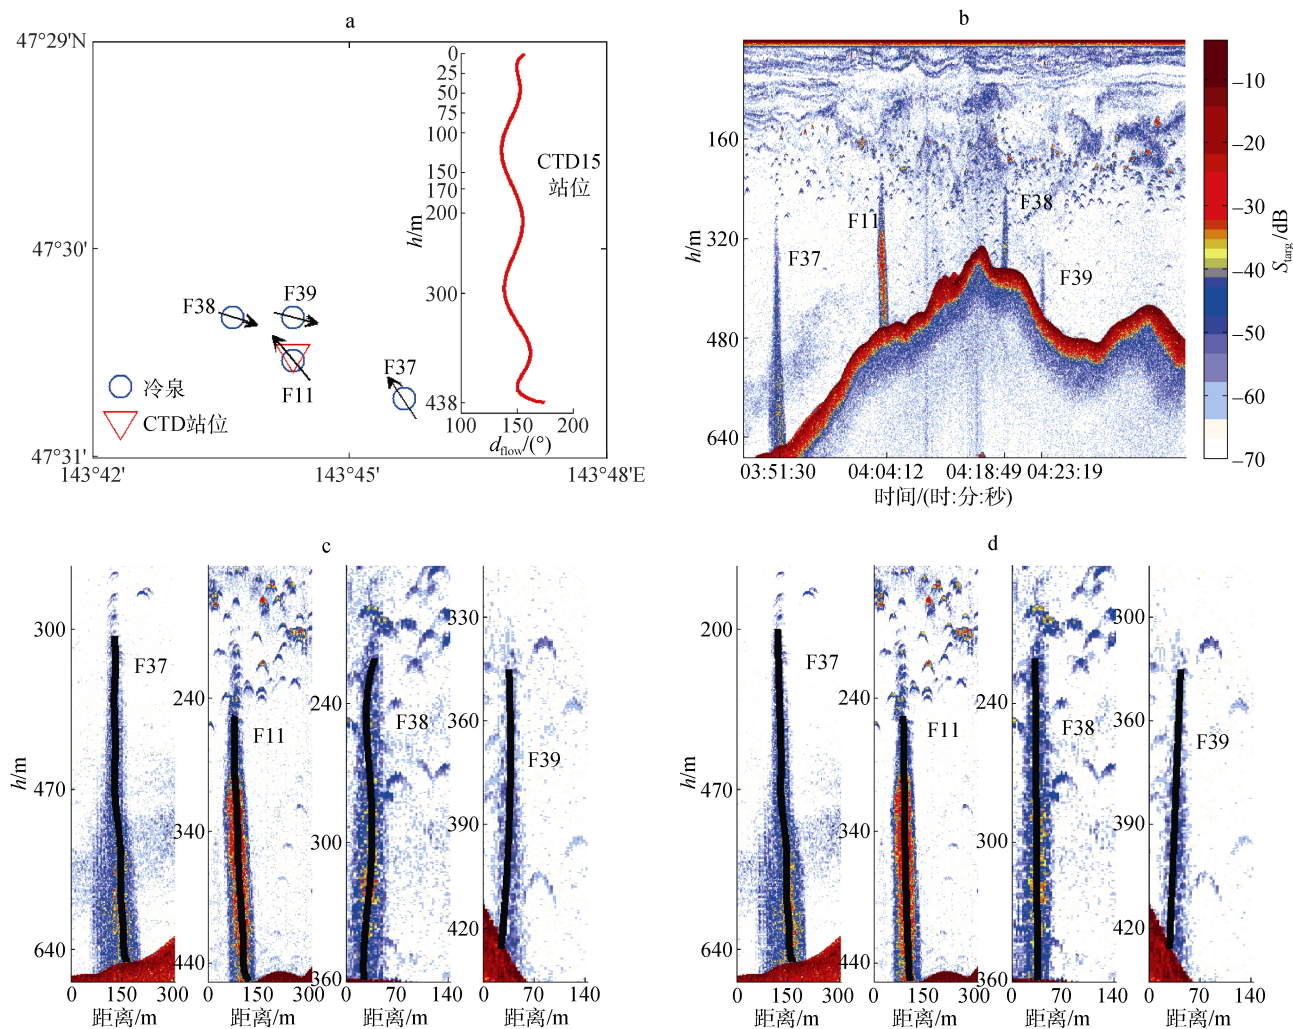 a
47°29'N
47°30'
47°31'
143°42'
143°45'
143°48'E
F38
F39
F11
F37
冷泉
CTD站位
0
25
50
75
100
150
170
200
300
438
h/m
100
150
200
d_flow/(°)
CTD15
站位
b
160
320
480
640
h/m
F37
F11
F38
F39
03:51:30
04:04:12
04:18:49
04:23:19
时间/(时:分:秒)
–10
–20
–30
–40
–50
–60
–70
S_targ/dB
c
h/m
300
470
640
F37
0
150
300
距离/m
240
340
440
F11
0
150
300
距离/m
240
300
360
F38
0
70
140
距离/m
330
360
390
420
F39
0
70
140
距离/m
d
h/m
200
470
640
F37
0
150
300
距离/m
240
340
440
F11
0
150
300
距离/m
240
300
360
F38
0
70
140
距离/m
300
360
390
420
F39
0
70
140
距离/m